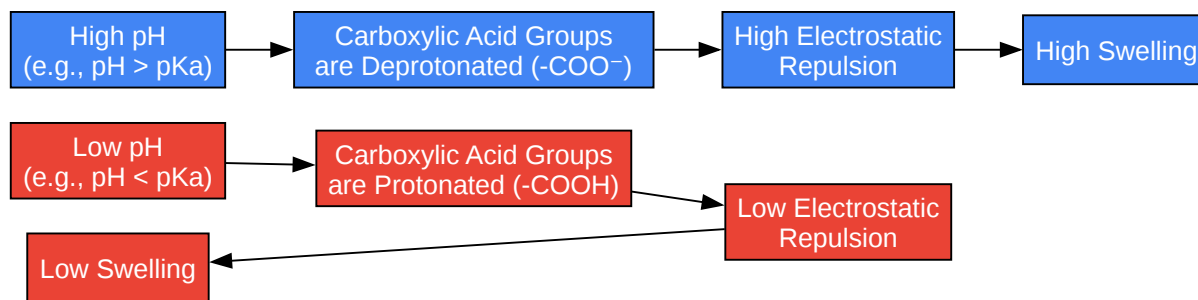 High pH
(e.g., pH > pKa)
Carboxylic Acid Groups
are Deprotonated (-COO⁻)
High Electrostatic
Repulsion
High Swelling
Low pH
(e.g., pH < pKa)
Carboxylic Acid Groups
are Protonated (-COOH)
Low Electrostatic
Repulsion
Low Swelling